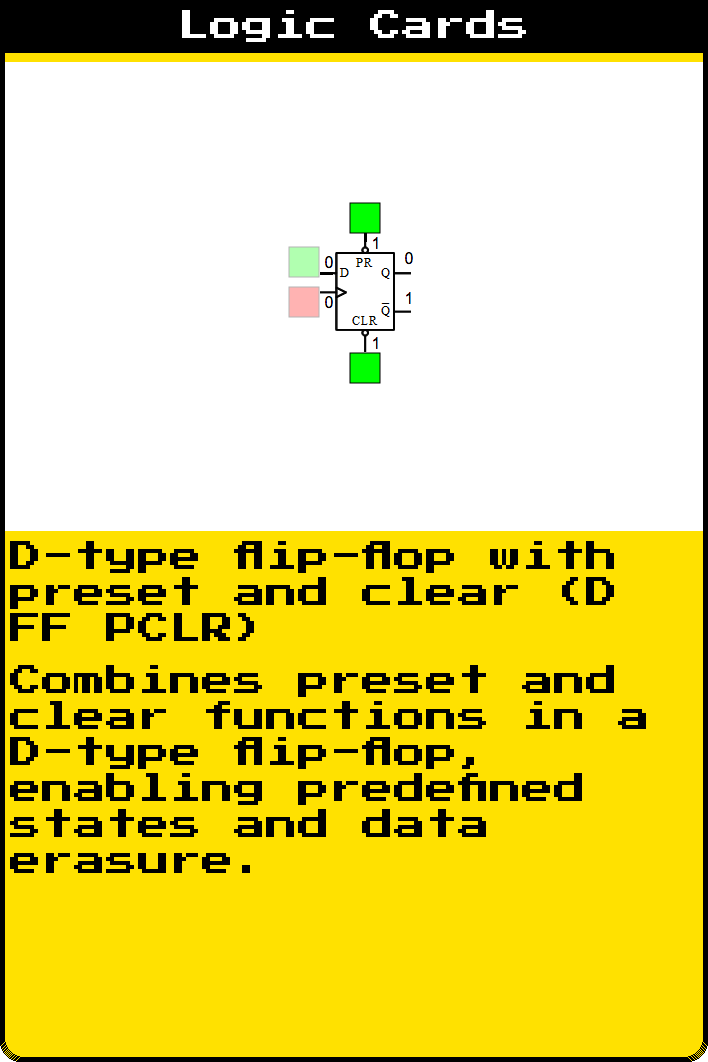 Logic Cards
1
0
PR
0
D
Q
0
1
Q̅
CLR
1
D-type flip-flop with
preset and clear (D
FF PCLR)
Combines preset and
clear functions in a
D-type flip-flop,
enabling predefined
states and data
erasure.